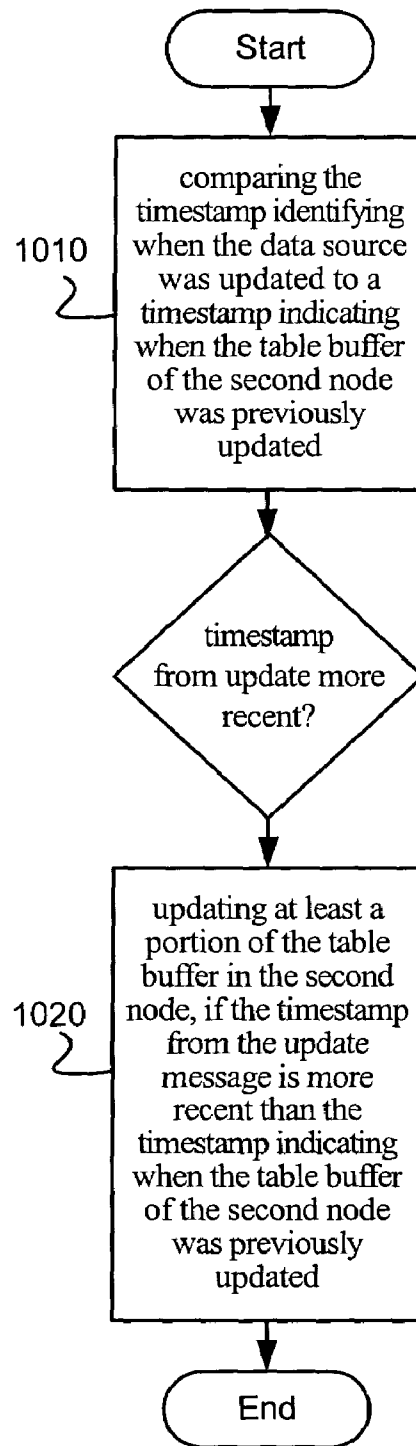 Start
comparing the
timestamp identifying
when the data source
was updated to a
timestamp indicating
when the table buffer
of the second node
was previously
updated
1010
timestamp
from update more
recent?
updating at least a
portion of the table
buffer in the second
node, if the timestamp
from the update
message is more
recent than the
timestamp indicating
when the table buffer
of the second node
was previously
updated
1020
End